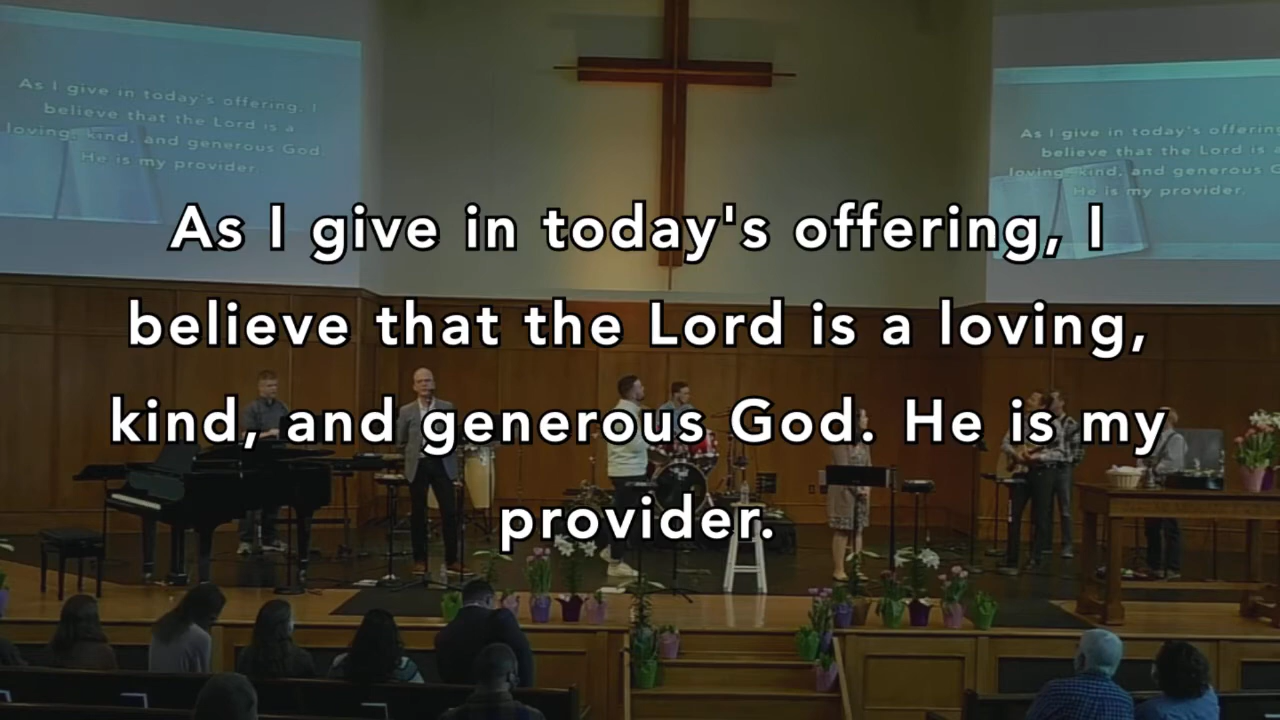 As I give in today's offering, I
believe that the Lord is a
loving, kind, and generous God.
He is my provider.
As I give in today's offering
believe that the Lord is a
loving, kind, and generous G
He is my provider.
As I give in today's offering, I
believe that the Lord is a loving,
kind, and generous God. He is my
provider.